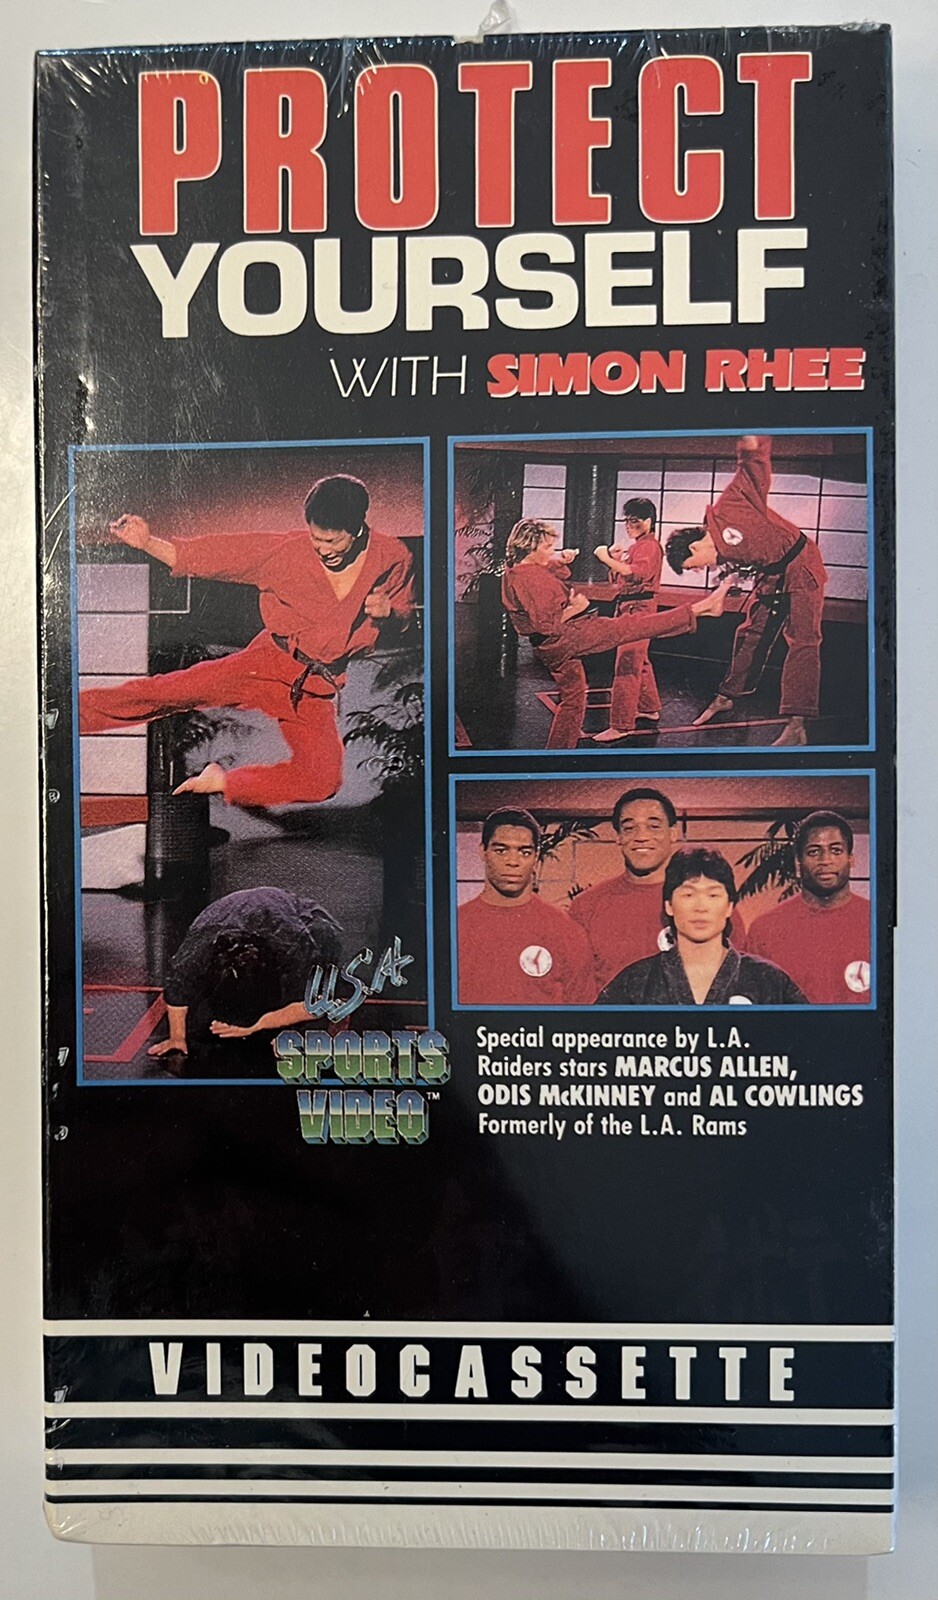 PROTECT
YOURSELF
WITH SIMON RHEE
U.S.A
SPORTS
VIDEO™
Special appearance by L.A.
Raiders stars MARCUS ALLEN,
ODIS McKINNEY and AL COWLINGS
Formerly of the L.A. Rams
VIDEOCASSETTE